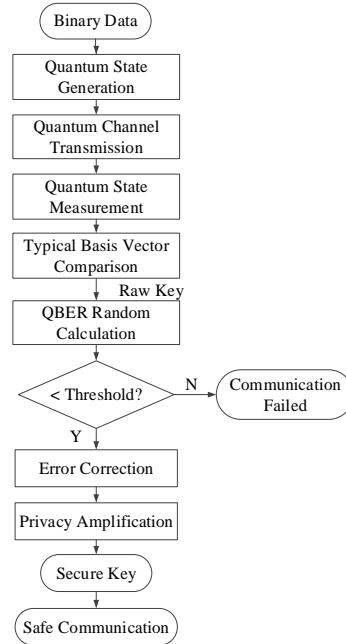 Binary Data
Quantum State
Generation
Quantum Channel
Transmission
Quantum State
Measurement
Typical Basis Vector
Comparison
Raw Key
QBER Random
Calculation
< Threshold?
N
Communication
Failed
Y
Error Correction
Privacy Amplification
Secure Key
Safe Communication